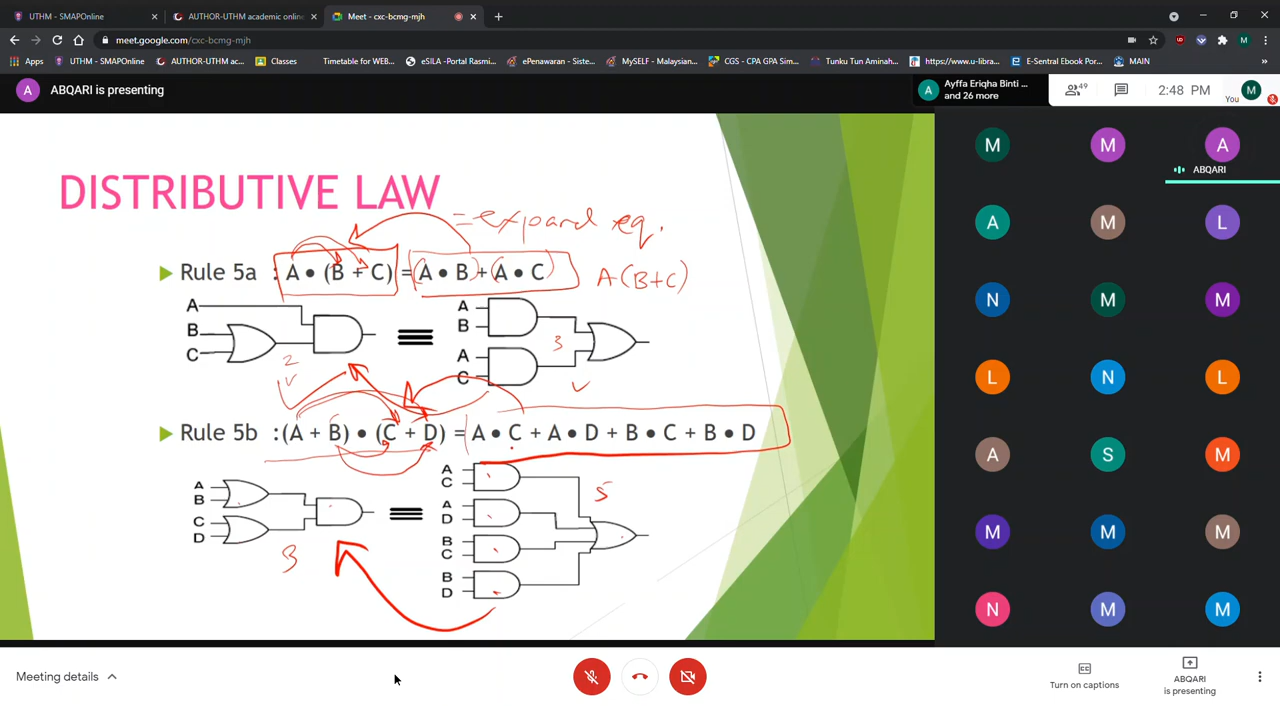 UTHM - SMAPOnline
AUTHOR-UTHM academic online
Meet - cxc-bcmg-mjh
meet.google.com/cxc-bcmg-mjh
Apps UTHM - SMAPOnline AUTHOR-UTHM ac... Classes Timetable for WEB... eSILA -Portal Rasmi... ePenawaran - Siste... MySELF - Malaysian... CGS - CPA GPA Sim... Tunku Tun Aminah... https://www.u-libra... E-Sentral Ebook Por... MAIN »
A ABQARI is presenting
A Ayffa Eriqha Binti ...
and 26 more
49
2:48 PM
You M
DISTRIBUTIVE LAW
= expand eq.
Rule 5a : A • (B + C) = (A • B) + (A • C)
A(B+C)
A
B
C
2
A
B
A
C
3
Rule 5b :(A + B) • (C + D) = A • C + A • D + B • C + B • D
A
B
C
D
3
A
C
A
D
B
C
B
D
5
M M A
ABQARI
A M L
N M M
L N L
A S M
M M M
N M M
Meeting details
Turn on captions
ABQARI
is presenting